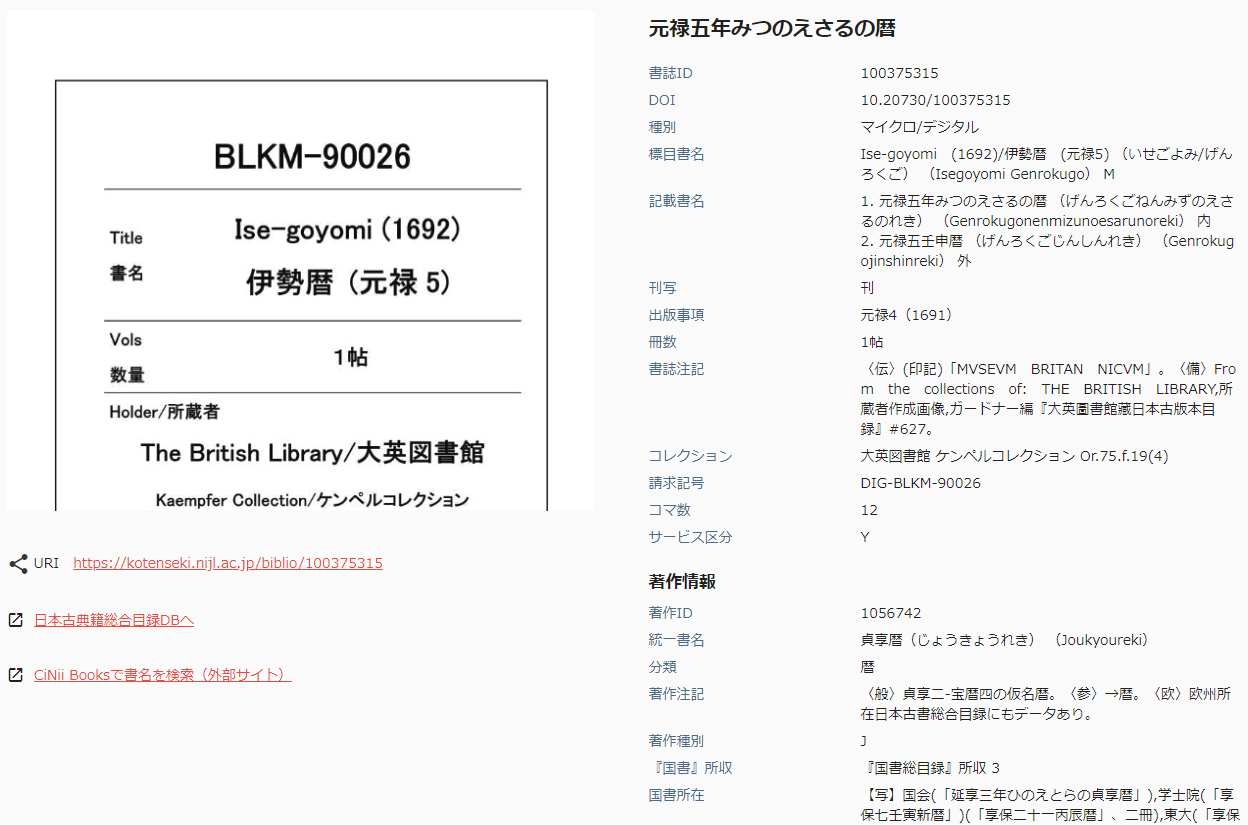 BLKM-90026
Title
書名
Ise-goyomi (1692)
伊勢暦 (元禄 5)
Vols
数量
1帖
Holder/所蔵者
The British Library/大英図書館
Kaempfer Collection/ケンペルコレクション
URI https://kotenseki.nijl.ac.jp/biblio/100375315
日本古典籍総合目録DBへ
CiNii Booksで書名を検索（外部サイト）
元禄五年みつのえさるの暦
書誌ID 100375315
DOI 10.20730/100375315
種別 マイクロ/デジタル
標目書名 Ise-goyomi　(1692)/伊勢暦　(元禄5) （いせごよみ/げん
ろくご） （Isegoyomi Genrokugo） M
記載書名 1. 元禄五年みつのえさるの暦 （げんろくごねんみずのえさ
るのれき） （Genrokugonenmizunoesarunoreki） 内
2. 元禄五壬申暦 （げんろくごじんしんれき） （Genrokug
ojinshinreki） 外
刊写 刊
出版事項 元禄4（1691）
冊数 1帖
書誌注記 〈伝〉(印記)「MVSEVM　BRITAN　NICVM」。〈備〉Fro
m　the　collections　of:　THE　BRITISH　LIBRARY,所
蔵者作成画像,ガードナー編『大英圖書館藏日本古版本目
録』#627。
コレクション 大英図書館 ケンペルコレクション Or.75.f.19(4)
請求記号 DIG-BLKM-90026
コマ数 12
サービス区分 Y
著作情報
著作ID 1056742
統一書名 貞享暦（じょうきょうれき） （Joukyoureki）
分類 暦
著作注記 〈般〉貞享二-宝暦四の仮名暦。〈参〉→暦。〈欧〉欧州所
在日本古書総合目録にもデータあり。
著作種別 J
『国書』所収 『国書総目録』所収 3
国書所在 【写】国会(「延享三年ひのえとらの貞享暦」),学士院(「享
保七壬寅新暦」)(「享保二十一丙辰暦」、二冊),東大(「享保